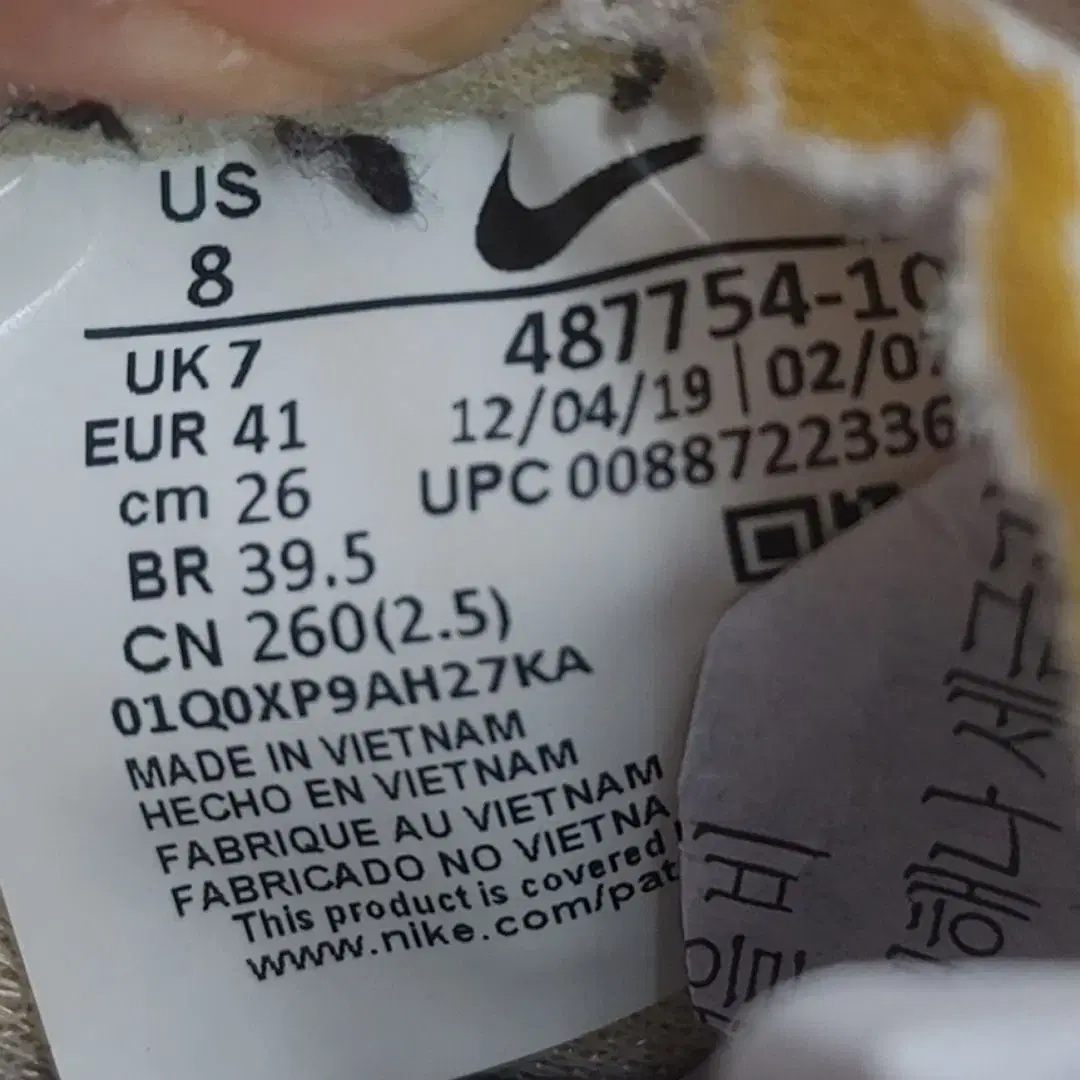 US
8
UK 7
EUR 41
cm 26
BR 39.5
CN 260(2.5)
01Q0XP9AH27KA
487754-10
12/04/19 | 02/0
UPC 0088722336
MADE IN VIETNAM
HECHO EN VIETNAM
FABRIQUE AU VIETNAM
FABRICADO NO VIETNA
This product is covered
www.nike.com/pat